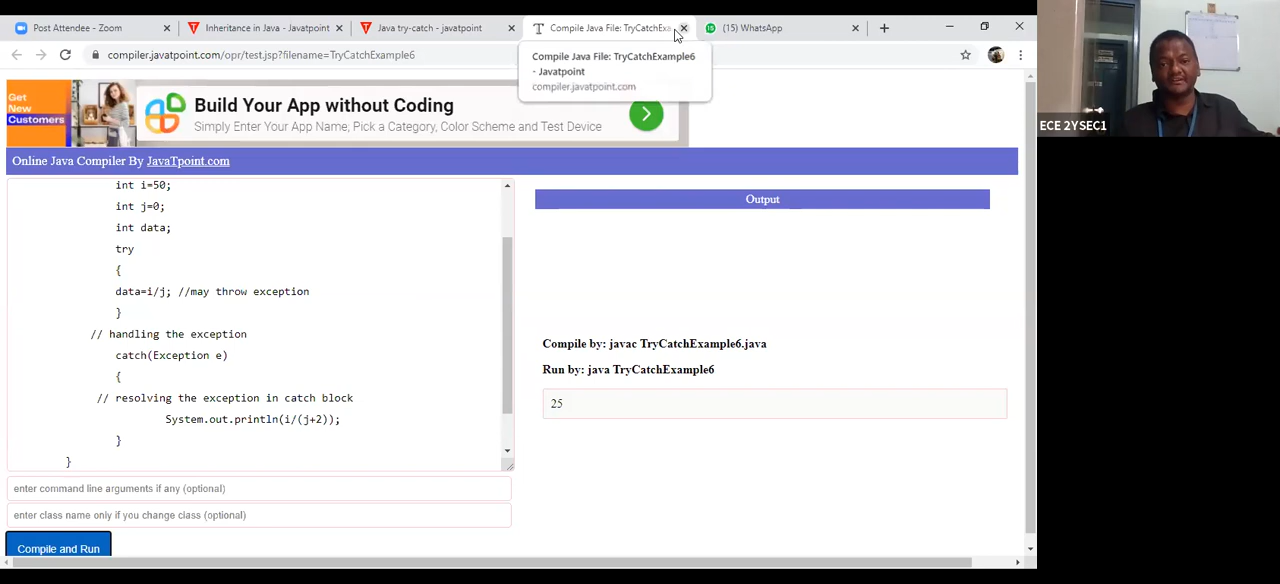 Post Attendee - Zoom
Inheritance in Java - Javatpoint
Java try-catch - javatpoint
Compile Java File: TryCatchExa
(15) WhatsApp
compiler.javatpoint.com/opr/test.jsp?filename=TryCatchExample6
Compile Java File: TryCatchExample6
- Javatpoint
compiler.javatpoint.com
Get
New
Customers
Build Your App without Coding
Simply Enter Your App Name, Pick a Category, Color Scheme and Test Device
ECE 2YSEC1
Online Java Compiler By JavaTpoint.com
int i=50;
int j=0;
int data;
try
{
data=i/j; //may throw exception
}
// handling the exception
catch(Exception e)
{
// resolving the exception in catch block
System.out.println(i/(j+2));
}
}
Output
Compile by: javac TryCatchExample6.java
Run by: java TryCatchExample6
25
enter command line arguments if any (optional)
enter class name only if you change class (optional)
Compile and Run